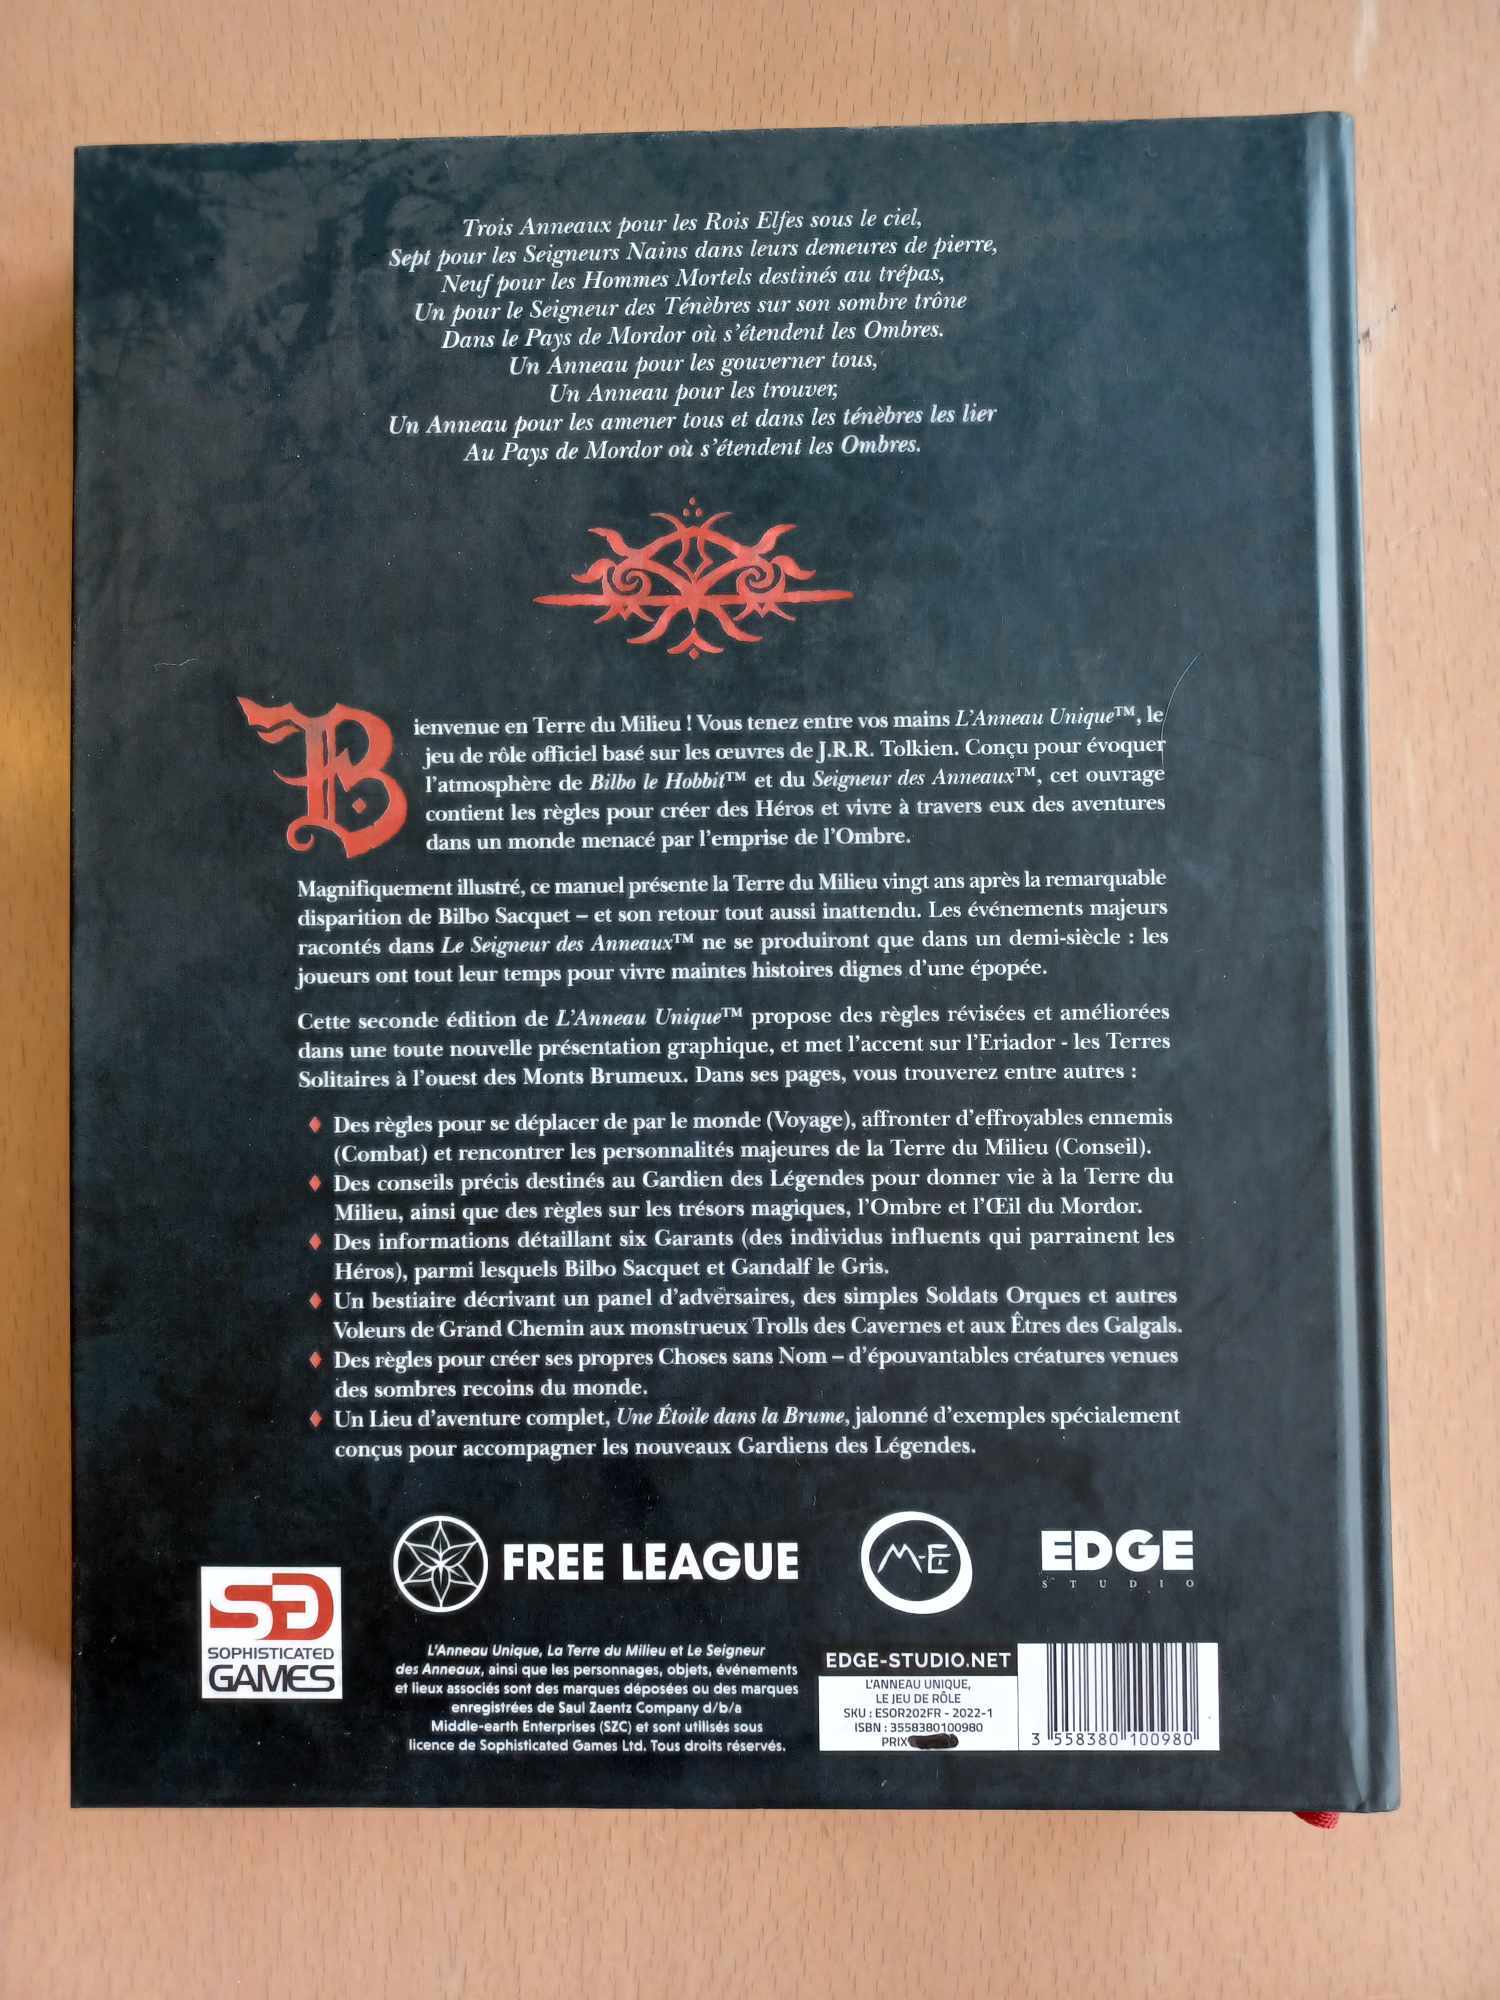 Trois Anneaux pour les Rois Elfes sous le ciel,
Sept pour les Seigneurs Nains dans leurs demeures de pierre,
Neuf pour les Hommes Mortels destinés au trépas,
Un pour le Seigneur des Ténèbres sur son sombre trône
Dans le Pays de Mordor où s'étendent les Ombres.
Un Anneau pour les gouverner tous,
Un Anneau pour les trouver,
Un Anneau pour les amener tous et dans les ténèbres les lier
Au Pays de Mordor où s'étendent les Ombres.
Bienvenue en Terre du Milieu ! Vous tenez entre vos mains L'Anneau Unique™, le
jeu de rôle officiel basé sur les œuvres de J.R.R. Tolkien. Conçu pour évoquer
l'atmosphère de Bilbo le Hobbit™ et du Seigneur des Anneaux™, cet ouvrage
contient les règles pour créer des Héros et vivre à travers eux des aventures
dans un monde menacé par l'emprise de l'Ombre.
Magnifiquement illustré, ce manuel présente la Terre du Milieu vingt ans après la remarquable
disparition de Bilbo Sacquet – et son retour tout aussi inattendu. Les événements majeurs
racontés dans Le Seigneur des Anneaux™ ne se produiront que dans un demi-siècle : les
joueurs ont tout leur temps pour vivre maintes histoires dignes d'une épopée.
Cette seconde édition de L'Anneau Unique™ propose des règles révisées et améliorées
dans une toute nouvelle présentation graphique, et met l'accent sur l'Eriador - les Terres
Solitaires à l'ouest des Monts Brumeux. Dans ses pages, vous trouverez entre autres :
♦ Des règles pour se déplacer de par le monde (Voyage), affronter d'effroyables ennemis
(Combat) et rencontrer les personnalités majeures de la Terre du Milieu (Conseil).
♦ Des conseils précis destinés au Gardien des Légendes pour donner vie à la Terre du
Milieu, ainsi que des règles sur les trésors magiques, l'Ombre et l'Œil du Mordor.
♦ Des informations détaillant six Garants (des individus influents qui parrainent les
Héros), parmi lesquels Bilbo Sacquet et Gandalf le Gris.
♦ Un bestiaire décrivant un panel d'adversaires, des simples Soldats Orques et autres
Voleurs de Grand Chemin aux monstrueux Trolls des Cavernes et aux Êtres des Galgals.
♦ Des règles pour créer ses propres Choses sans Nom – d'épouvantables créatures venues
des sombres recoins du monde.
♦ Un Lieu d'aventure complet, Une Étoile dans la Brume, jalonné d'exemples spécialement
conçus pour accompagner les nouveaux Gardiens des Légendes.
SG
SOPHISTICATED
GAMES
FREE LEAGUE
M-E
EDGE
STUDIO
L'Anneau Unique, La Terre du Milieu et Le Seigneur
des Anneaux, ainsi que les personnages, objets, événements
et lieux associés sont des marques déposées ou des marques
enregistrées de Saul Zaentz Company d/b/a
Middle-earth Enterprises (SZC) et sont utilisés sous
licence de Sophisticated Games Ltd. Tous droits réservés.
EDGE-STUDIO.NET
L'ANNEAU UNIQUE,
LE JEU DE RÔLE
SKU : ESOR202FR - 2022-1
ISBN : 3558380100980
PRIX
3 558380 100980